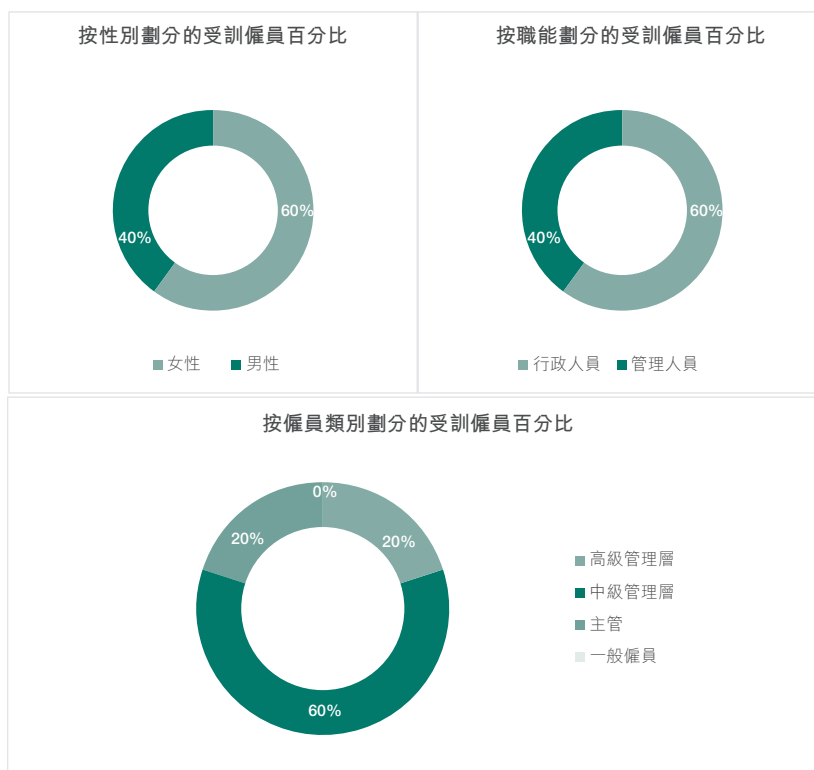 按性別劃分的受訓僱員百分比
60%
40%
女性 男性
按職能劃分的受訓僱員百分比
60%
40%
行政人員 管理人員
按僱員類別劃分的受訓僱員百分比
0%
20%
20%
60%
高級管理層
中級管理層
主管
一般僱員